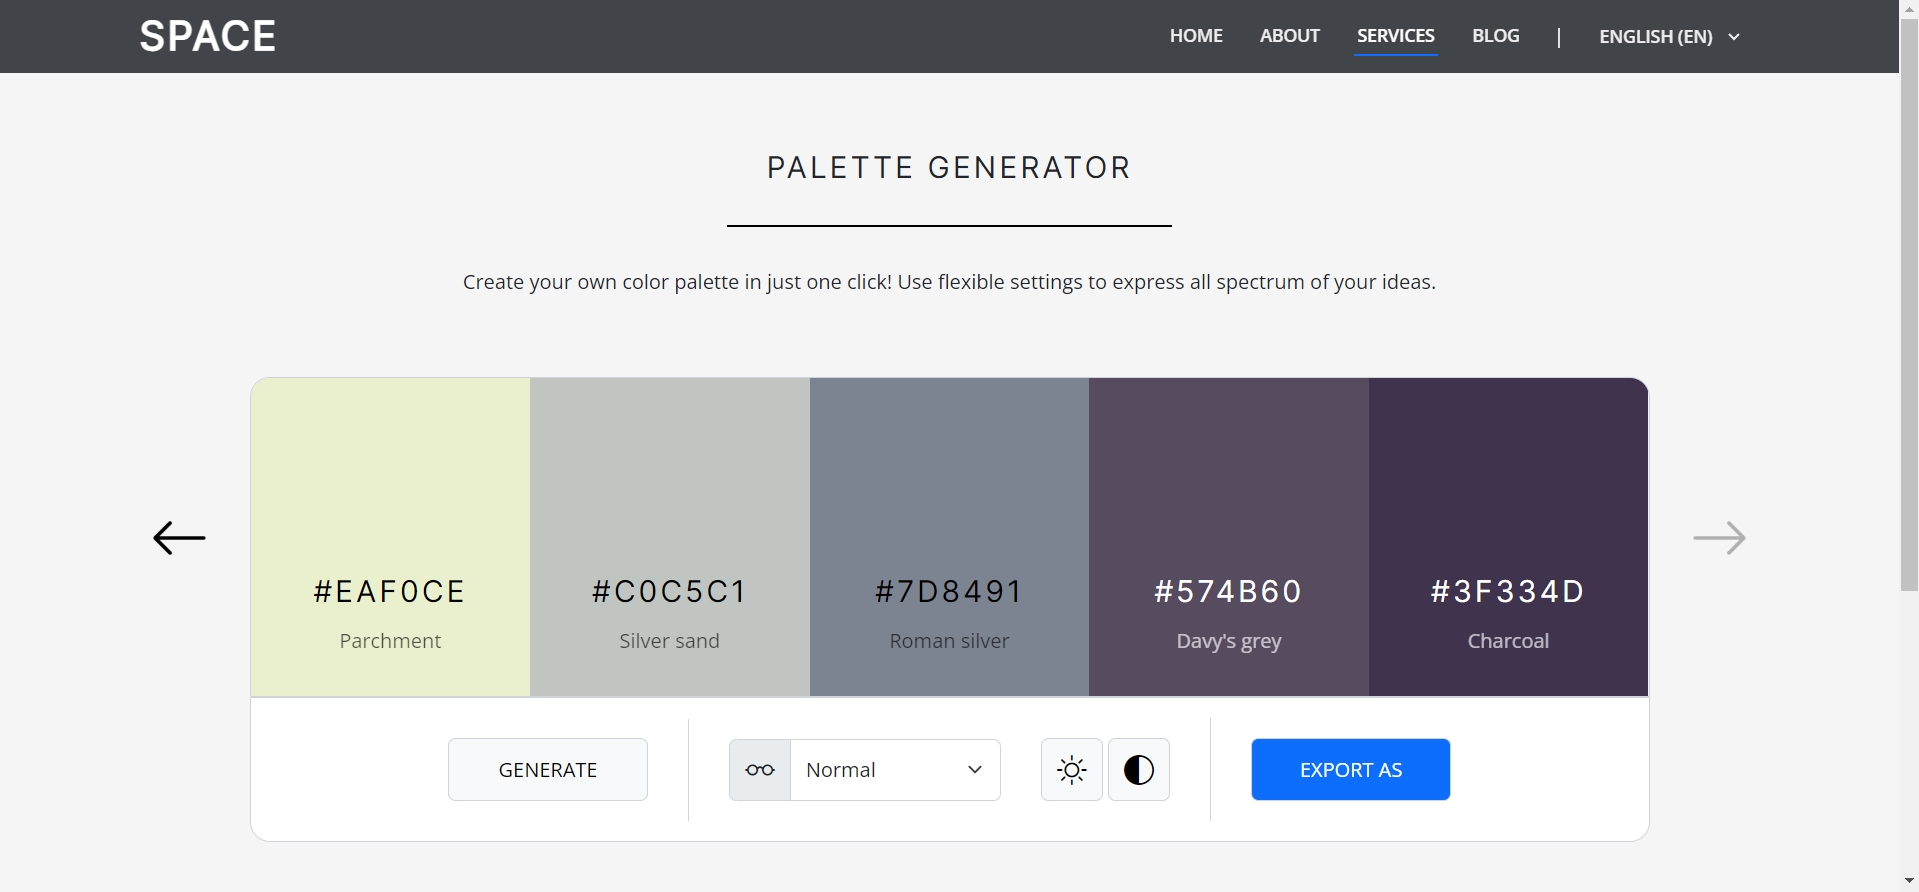 SPACE
HOME ABOUT SERVICES BLOG | ENGLISH (EN)
PALETTE GENERATOR
Create your own color palette in just one click! Use flexible settings to express all spectrum of your ideas.
#EAF0CE #C0C5C1 #7D8491 #574B60 #3F334D
Parchment Silver sand Roman silver Davy's grey Charcoal
GENERATE Normal EXPORT AS